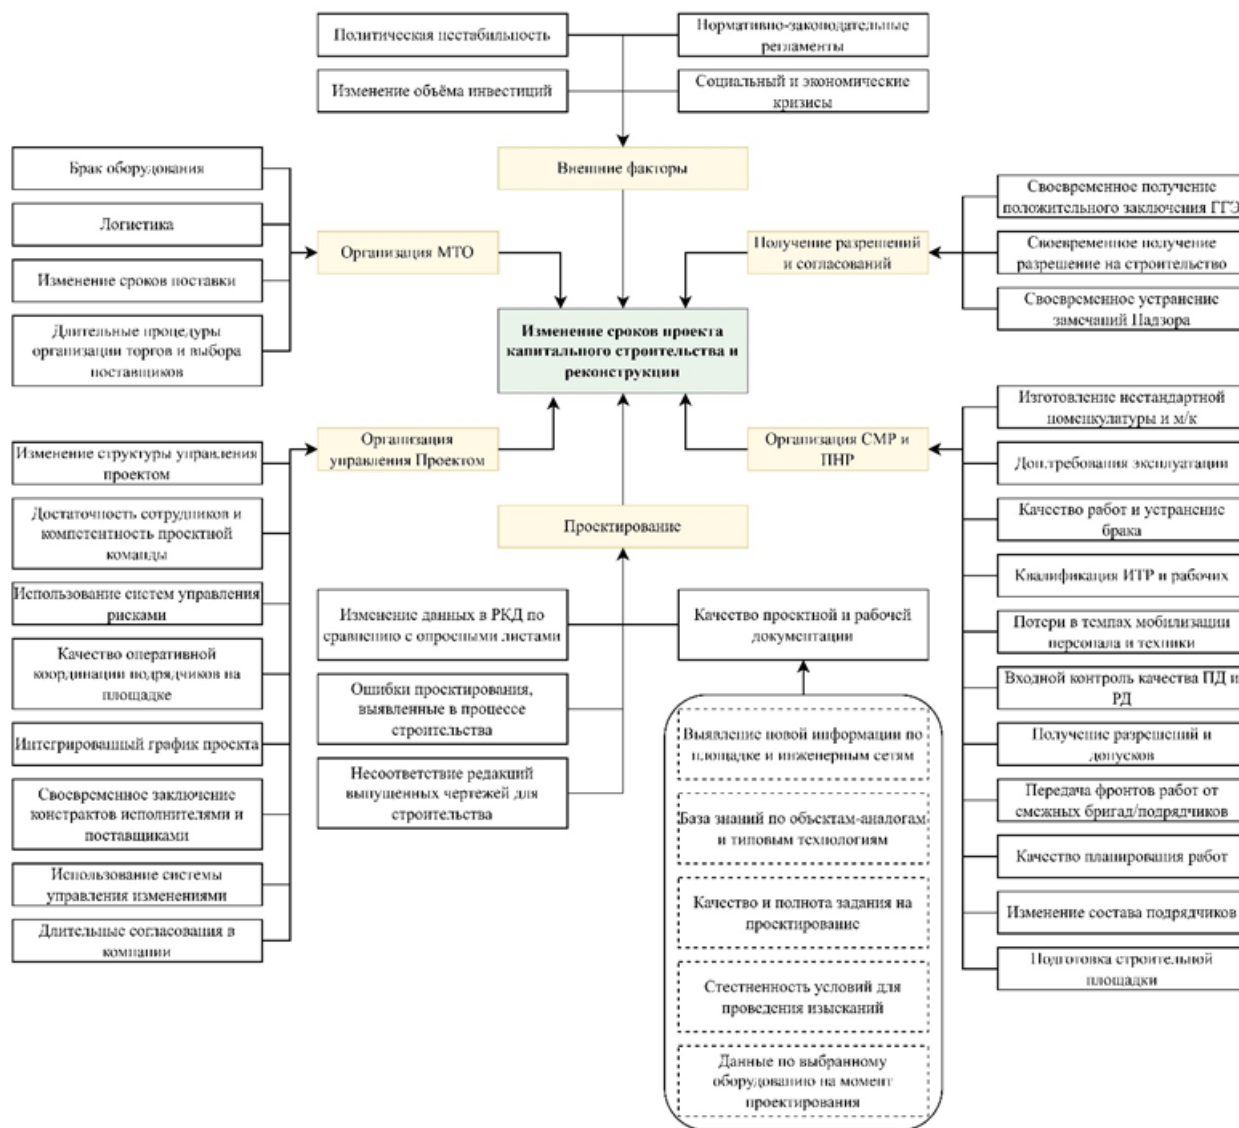 Политическая нестабильность
Нормативно-законодательные
регламенты
Изменение объёма инвестиций
Социальный и экономические
кризисы
Внешние факторы
Брак оборудования
Логистика
Изменение сроков поставки
Длительные процедуры
организации торгов и выбора
поставщиков
Организация МТО
Получение разрешений
и согласований
Своевременное получение
положительного заключения ГГЭ
Своевременное получение
разрешение на строительство
Своевременное устранение
замечаний Надзора
Изменение сроков проекта
капитального строительства и
реконструкции
Организация
управления Проектом
Организация СМР и
ПНР
Проектирование
Изменение структуры управления
проектом
Достаточность сотрудников и
компетентность проектной
команды
Использование систем управления
рисками
Качество оперативной
координации подрядчиков на
площадке
Интегрированный график проекта
Своевременное заключение
констрактов исполнителями и
поставщиками
Использование системы
управления изменениями
Длительные согласования в
компании
Изменение данных в РКД по
сравнению с опросными листами
Ошибки проектирования,
выявленные в процессе
строительства
Несоответствие редакций
выпущенных чертежей для
строительства
Качество проектной и рабочей
документации
Выявление новой информации по
площадке и инженерным сетям
База знаний по объектам-аналогам
и типовым технологиям
Качество и полнота задания на
проектирование
Стестненность условий для
проведения изысканий
Данные по выбранному
оборудованию на момент
проектирования
Изготовление нестандартной
номенкулатуры и м/к
Доп.требования эксплуатации
Качество работ и устранение
брака
Квалификация ИТР и рабочих
Потери в темпах мобилизации
персонала и техники
Входной контроль качества ПД и
РД
Получение разрешений и
допусков
Передача фронтов работ от
смежных бригад/подрядчиков
Качество планирования работ
Изменение состава подрядчиков
Подготовка строительной
площадки